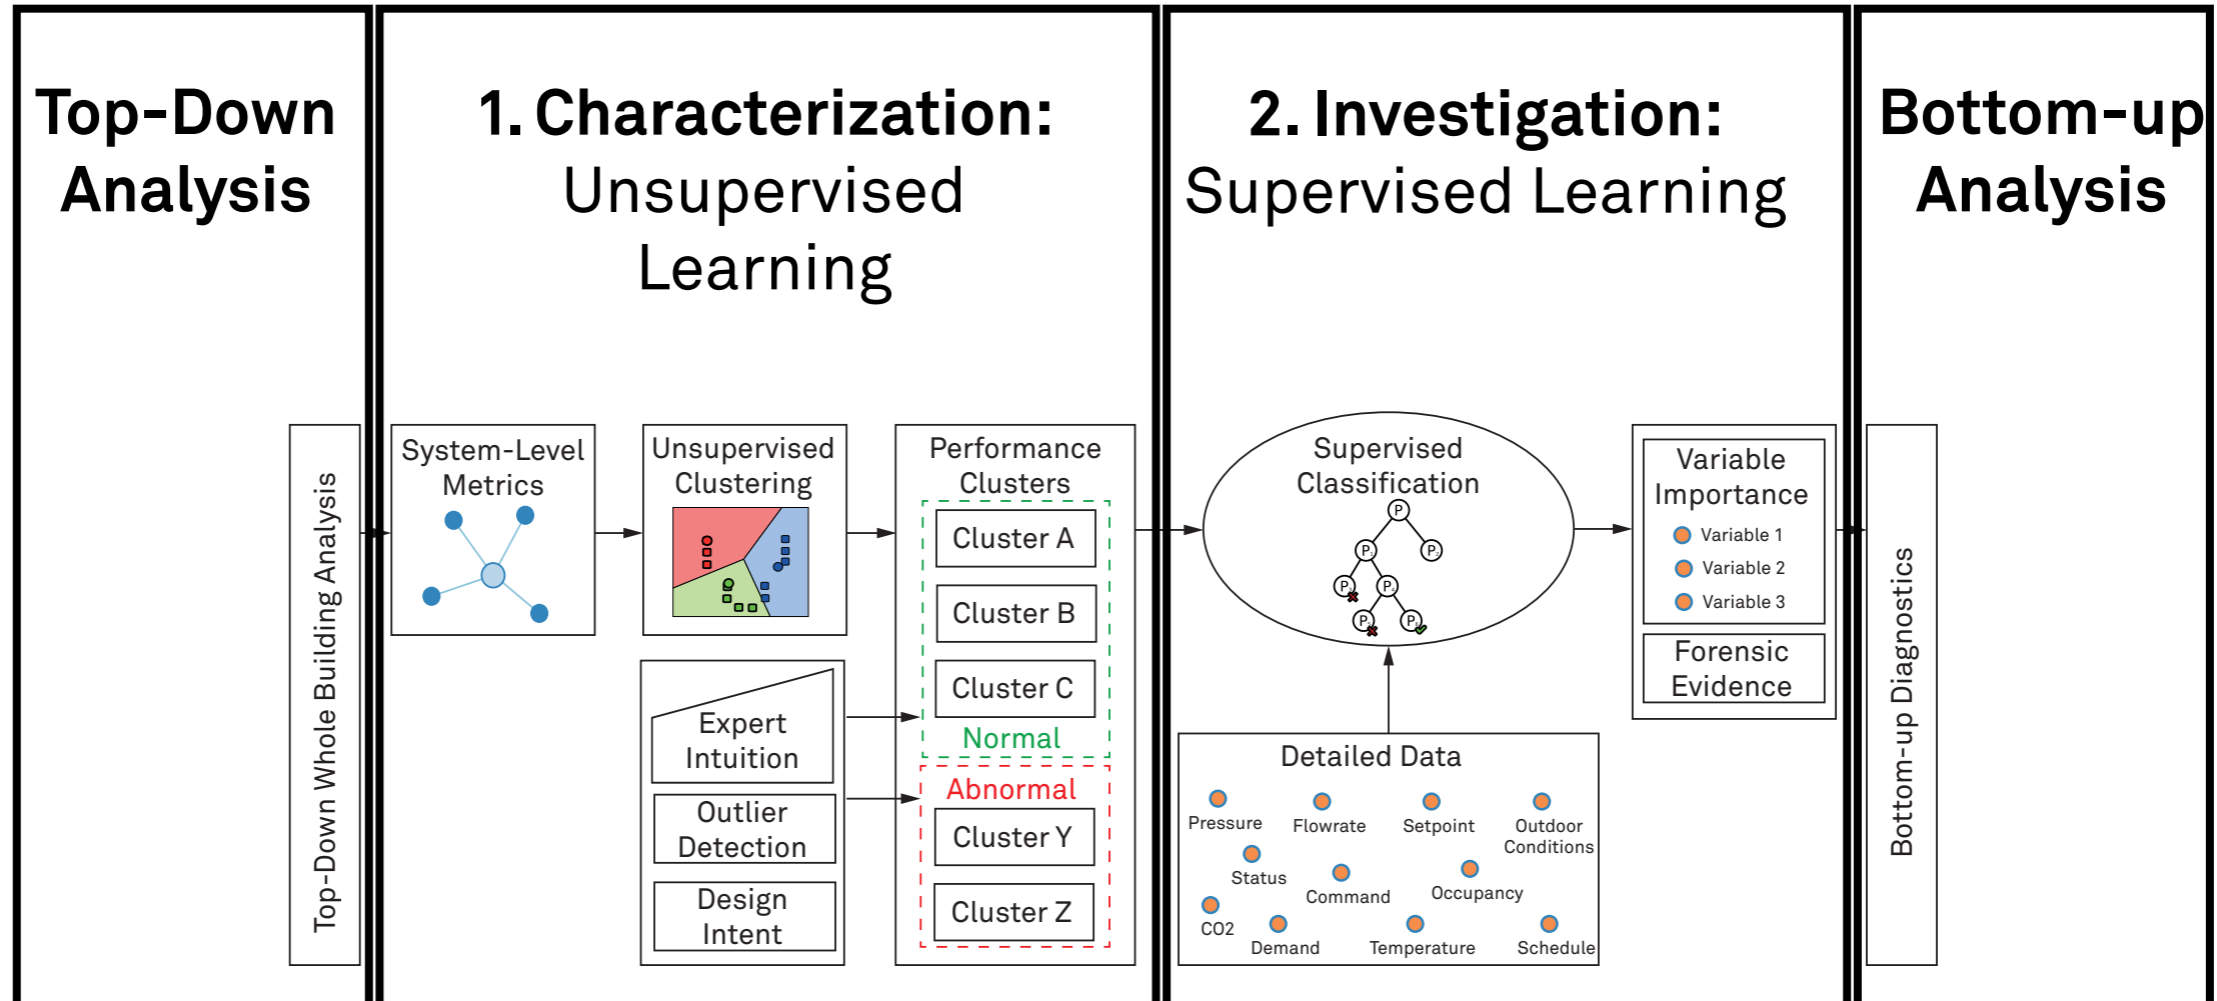 Top-Down
Analysis
1. Characterization:
Unsupervised
Learning
2. Investigation:
Supervised Learning
Bottom-up
Analysis
Top-Down Whole Building Analysis
System-Level
Metrics
Unsupervised
Clustering
Expert
Intuition
Outlier
Detection
Design
Intent
Performance
Clusters
Cluster A
Cluster B
Cluster C
Normal
Abnormal
Cluster Y
Cluster Z
Supervised
Classification
P
P
P
P
P
P
P
Detailed Data
Pressure
Flowrate
Setpoint
Outdoor
Conditions
Status
Command
Occupancy
CO2
Demand
Temperature
Schedule
Variable
Importance
Variable 1
Variable 2
Variable 3
Forensic
Evidence
Bottom-up Diagnostics